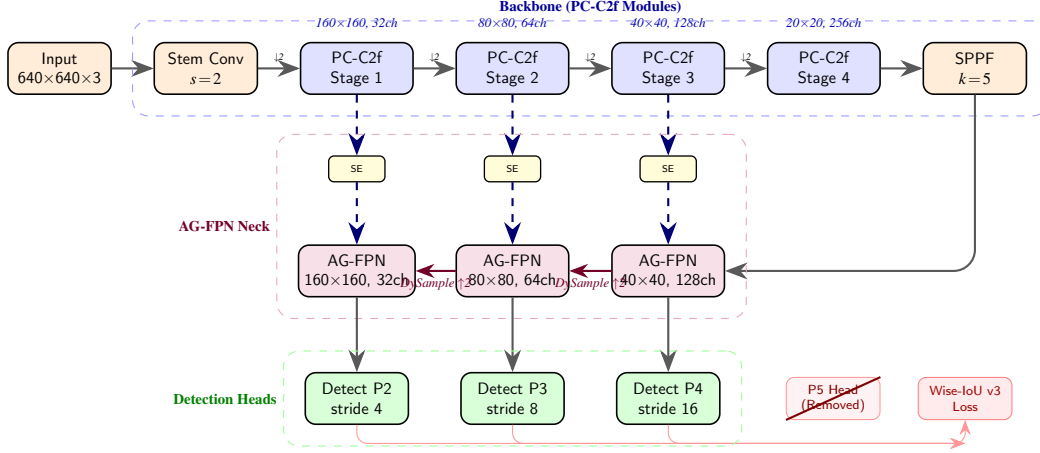 Backbone (PC-C2f Modules)
160×160, 32ch
80×80, 64ch
40×40, 128ch
20×20, 256ch
Input
640×640×3
Stem Conv
s=2
↓2
PC-C2f
Stage 1
↓2
PC-C2f
Stage 2
↓2
PC-C2f
Stage 3
↓2
PC-C2f
Stage 4
SPPF
k=5
SE
SE
SE
AG-FPN Neck
AG-FPN
160×160, 32ch
DySample ↑2
AG-FPN
80×80, 64ch
DySample ↑2
AG-FPN
40×40, 128ch
Detection Heads
Detect P2
stride 4
Detect P3
stride 8
Detect P4
stride 16
P5 Head
(Removed)
Wise-IoU v3
Loss